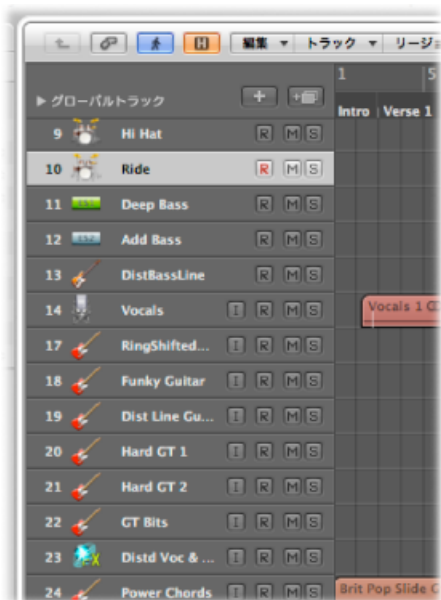 編集 ▼ トラック ▼ リージ
1 5
▶ グローバルトラック
Intro Verse 1
9 Hi Hat R M S
10 Ride R M S
11 Deep Bass R M S
12 Add Bass R M S
13 DistBassLine R M S
14 Vocals I R M S Vocals 1
17 RingShifted... I R M S
18 Funky Guitar I R M S
19 Dist Line Gu... I R M S
20 Hard GT 1 I R M S
21 Hard GT 2 I R M S
22 GT Bits I R M S
23 Distd Voc & ... I R M S
24 Power Chords I R M S Brit Pop Slide